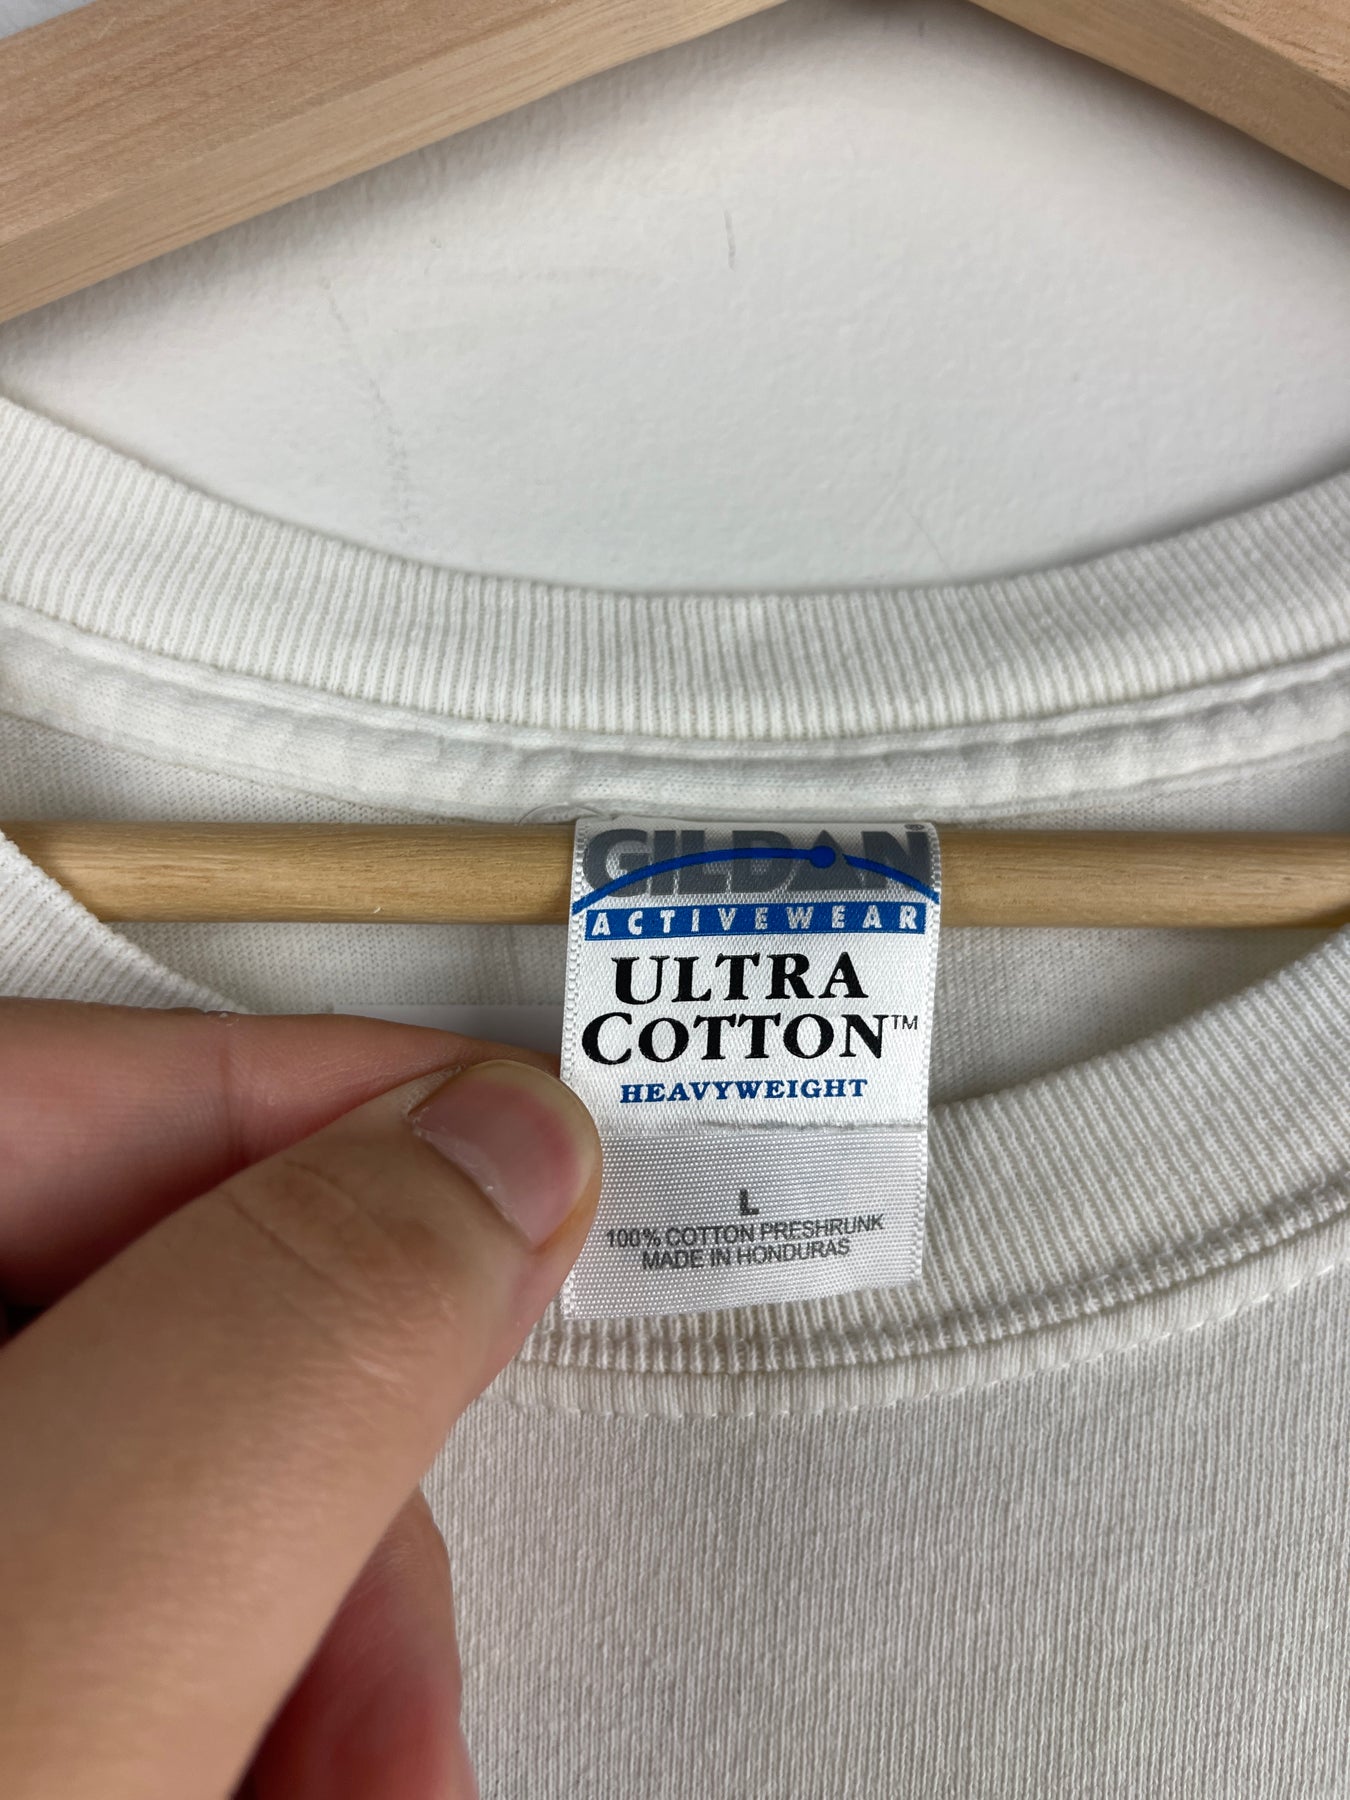 GILDAN®
ACTIVEWEAR
ULTRA
COTTON™
HEAVYWEIGHT
L
100% COTTON PRESHRUNK
MADE IN HONDURAS